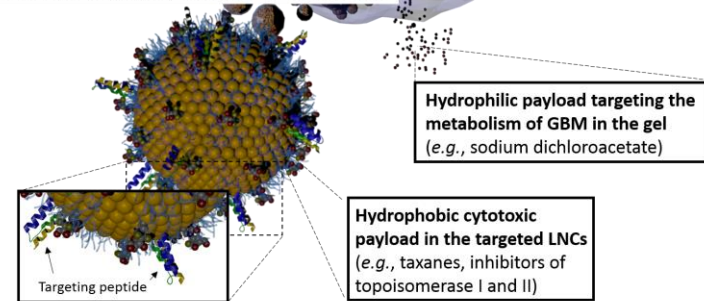 Hydrophilic payload targeting the
metabolism of GBM in the gel
(e.g., sodium dichloroacetate)
Hydrophobic cytotoxic
payload in the targeted LNCs
(e.g., taxanes, inhibitors of
topoisomerase I and II)
Targeting peptide